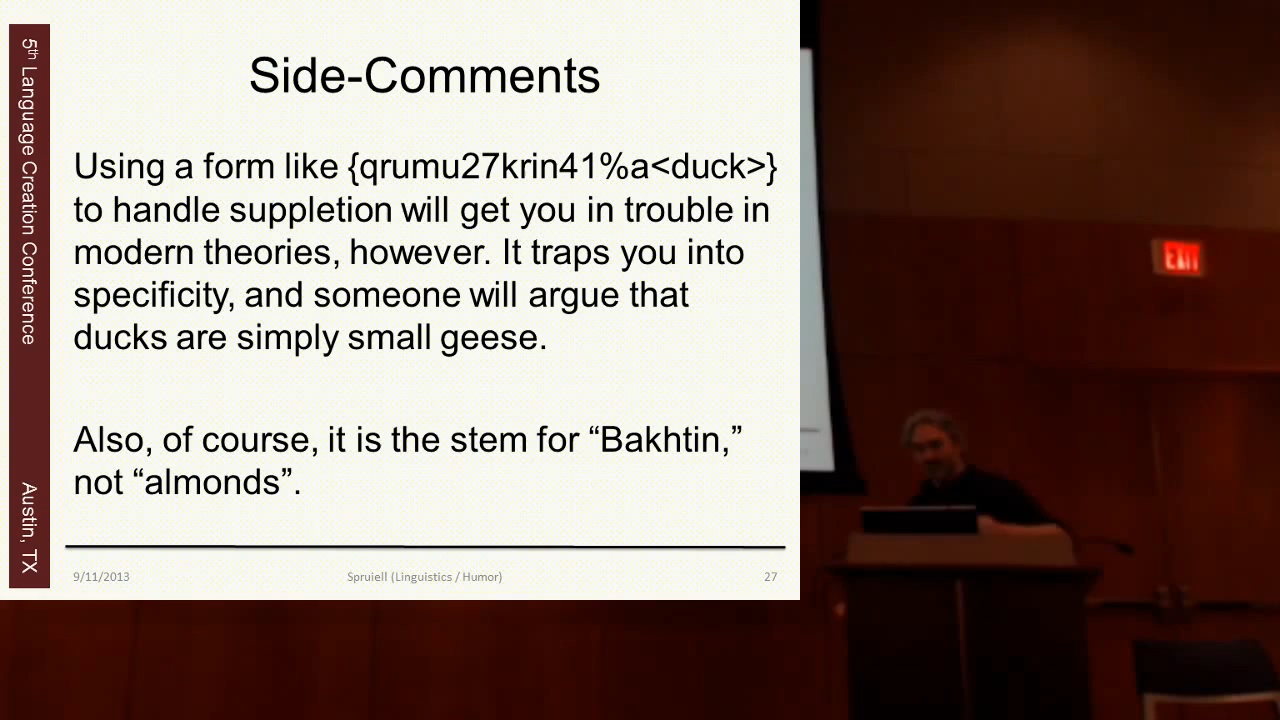 5th Language Creation Conference
Austin, TX
Side-Comments
Using a form like {qrumu27krin41%a<duck>}
to handle suppletion will get you in trouble in
modern theories, however. It traps you into
specificity, and someone will argue that
ducks are simply small geese.
Also, of course, it is the stem for “Bakhtin,”
not “almonds”.
9/11/2013
Spruiell (Linguistics / Humor)
27
EXIT